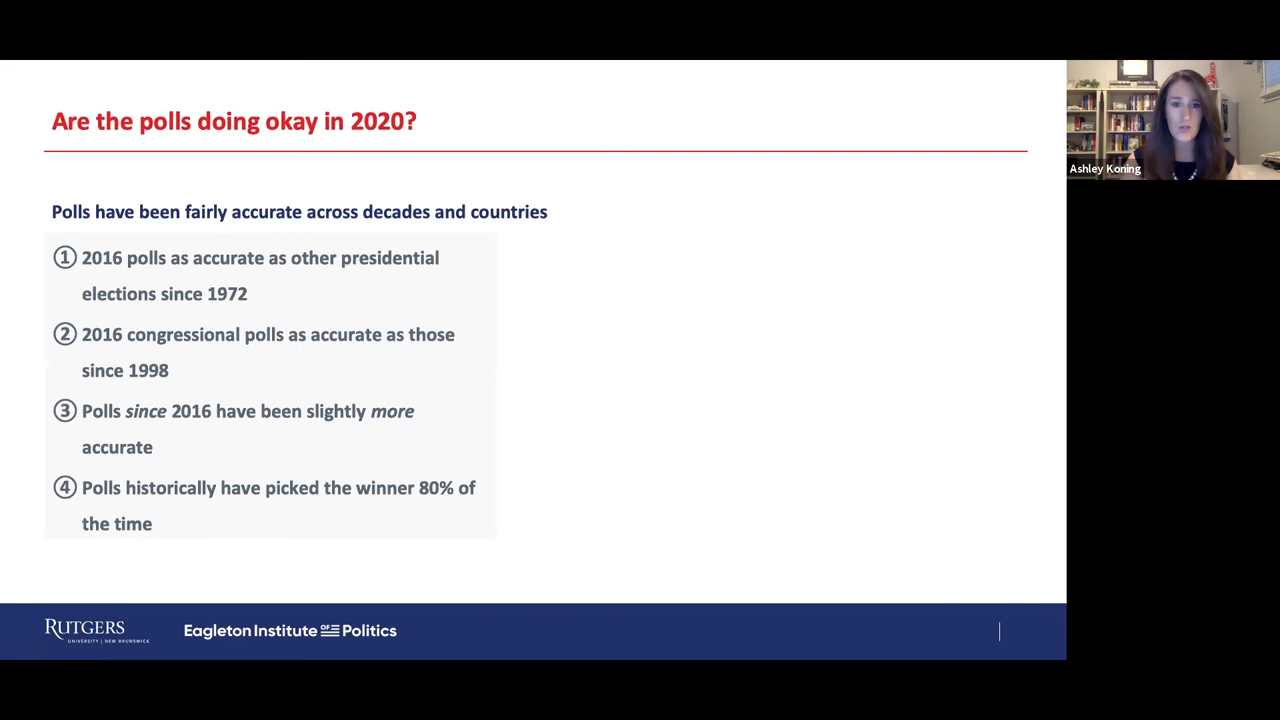 Are the polls doing okay in 2020?
Polls have been fairly accurate across decades and countries
① 2016 polls as accurate as other presidential
elections since 1972
② 2016 congressional polls as accurate as those
since 1998
③ Polls since 2016 have been slightly more
accurate
④ Polls historically have picked the winner 80% of
the time
RUTGERS
UNIVERSITY | NEW BRUNSWICK
Eagleton Institute OF Politics
Ashley Koning